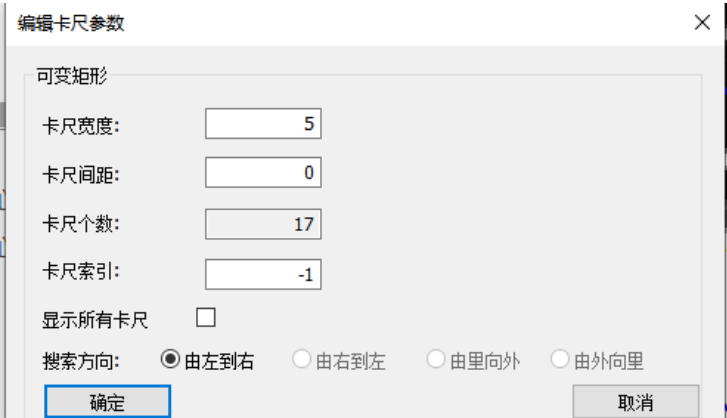 编辑卡尺参数
可变矩形
卡尺宽度: 5
卡尺间距: 0
卡尺个数: 17
卡尺索引: -1
显示所有卡尺
搜索方向: 由左到右 由右到左 由里向外 由外向里
确定 取消